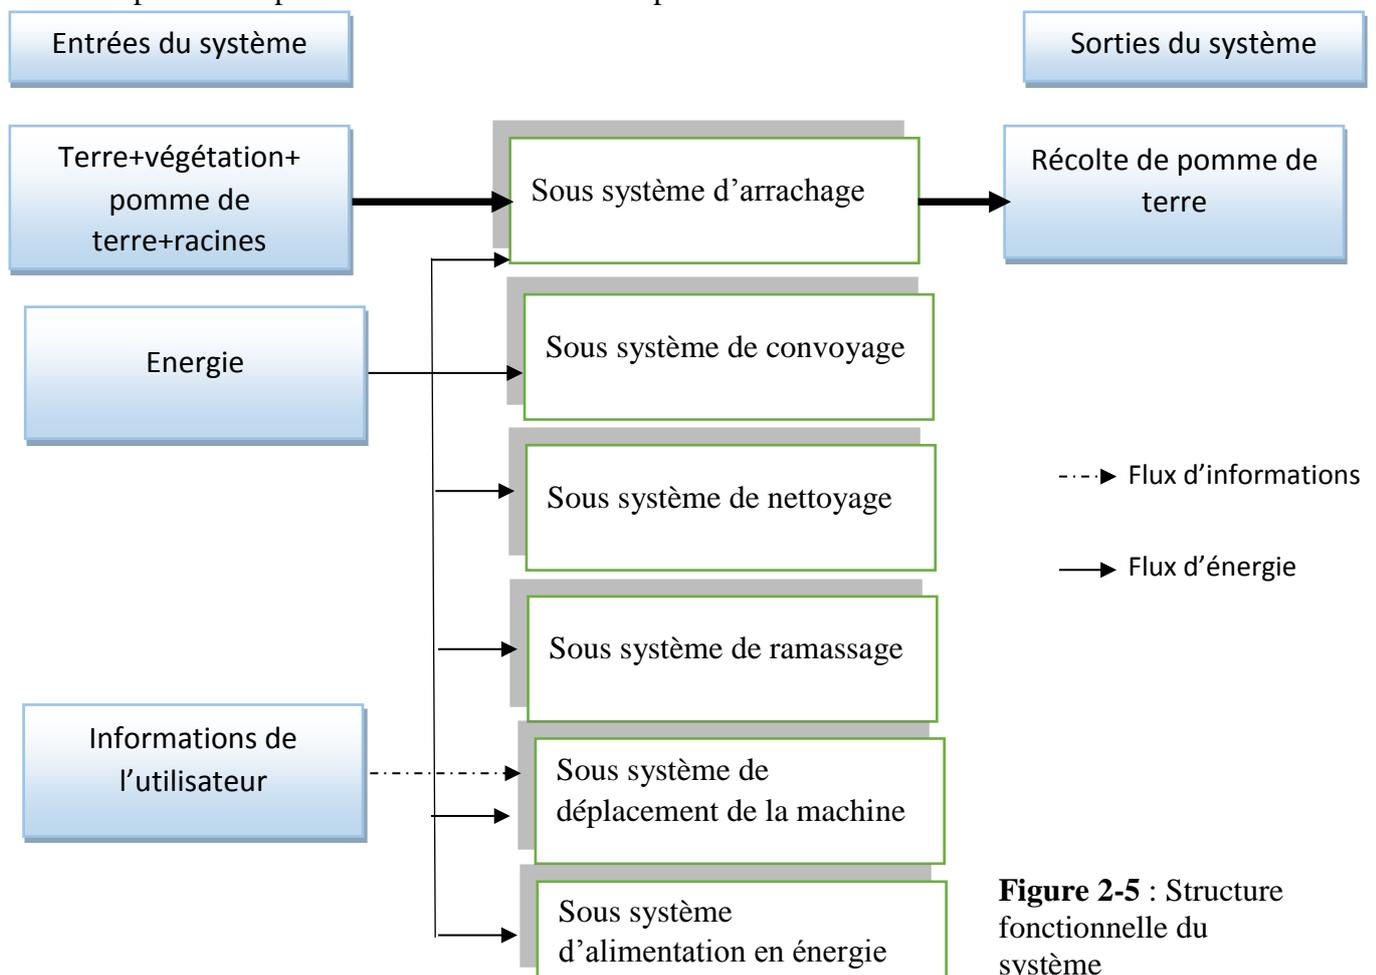 Entrées du système
Sorties du système
Terre+végétation+
pomme de
terre+racines
Sous système d'arrachage
Récolte de pomme de
terre
Energie
Sous système de convoyage
Sous système de nettoyage
Flux d'informations
Flux d'énergie
Sous système de ramassage
Informations de
l'utilisateur
Sous système de
déplacement de la machine
Sous système
d'alimentation en énergie
Figure 2-5 : Structure
fonctionnelle du
système